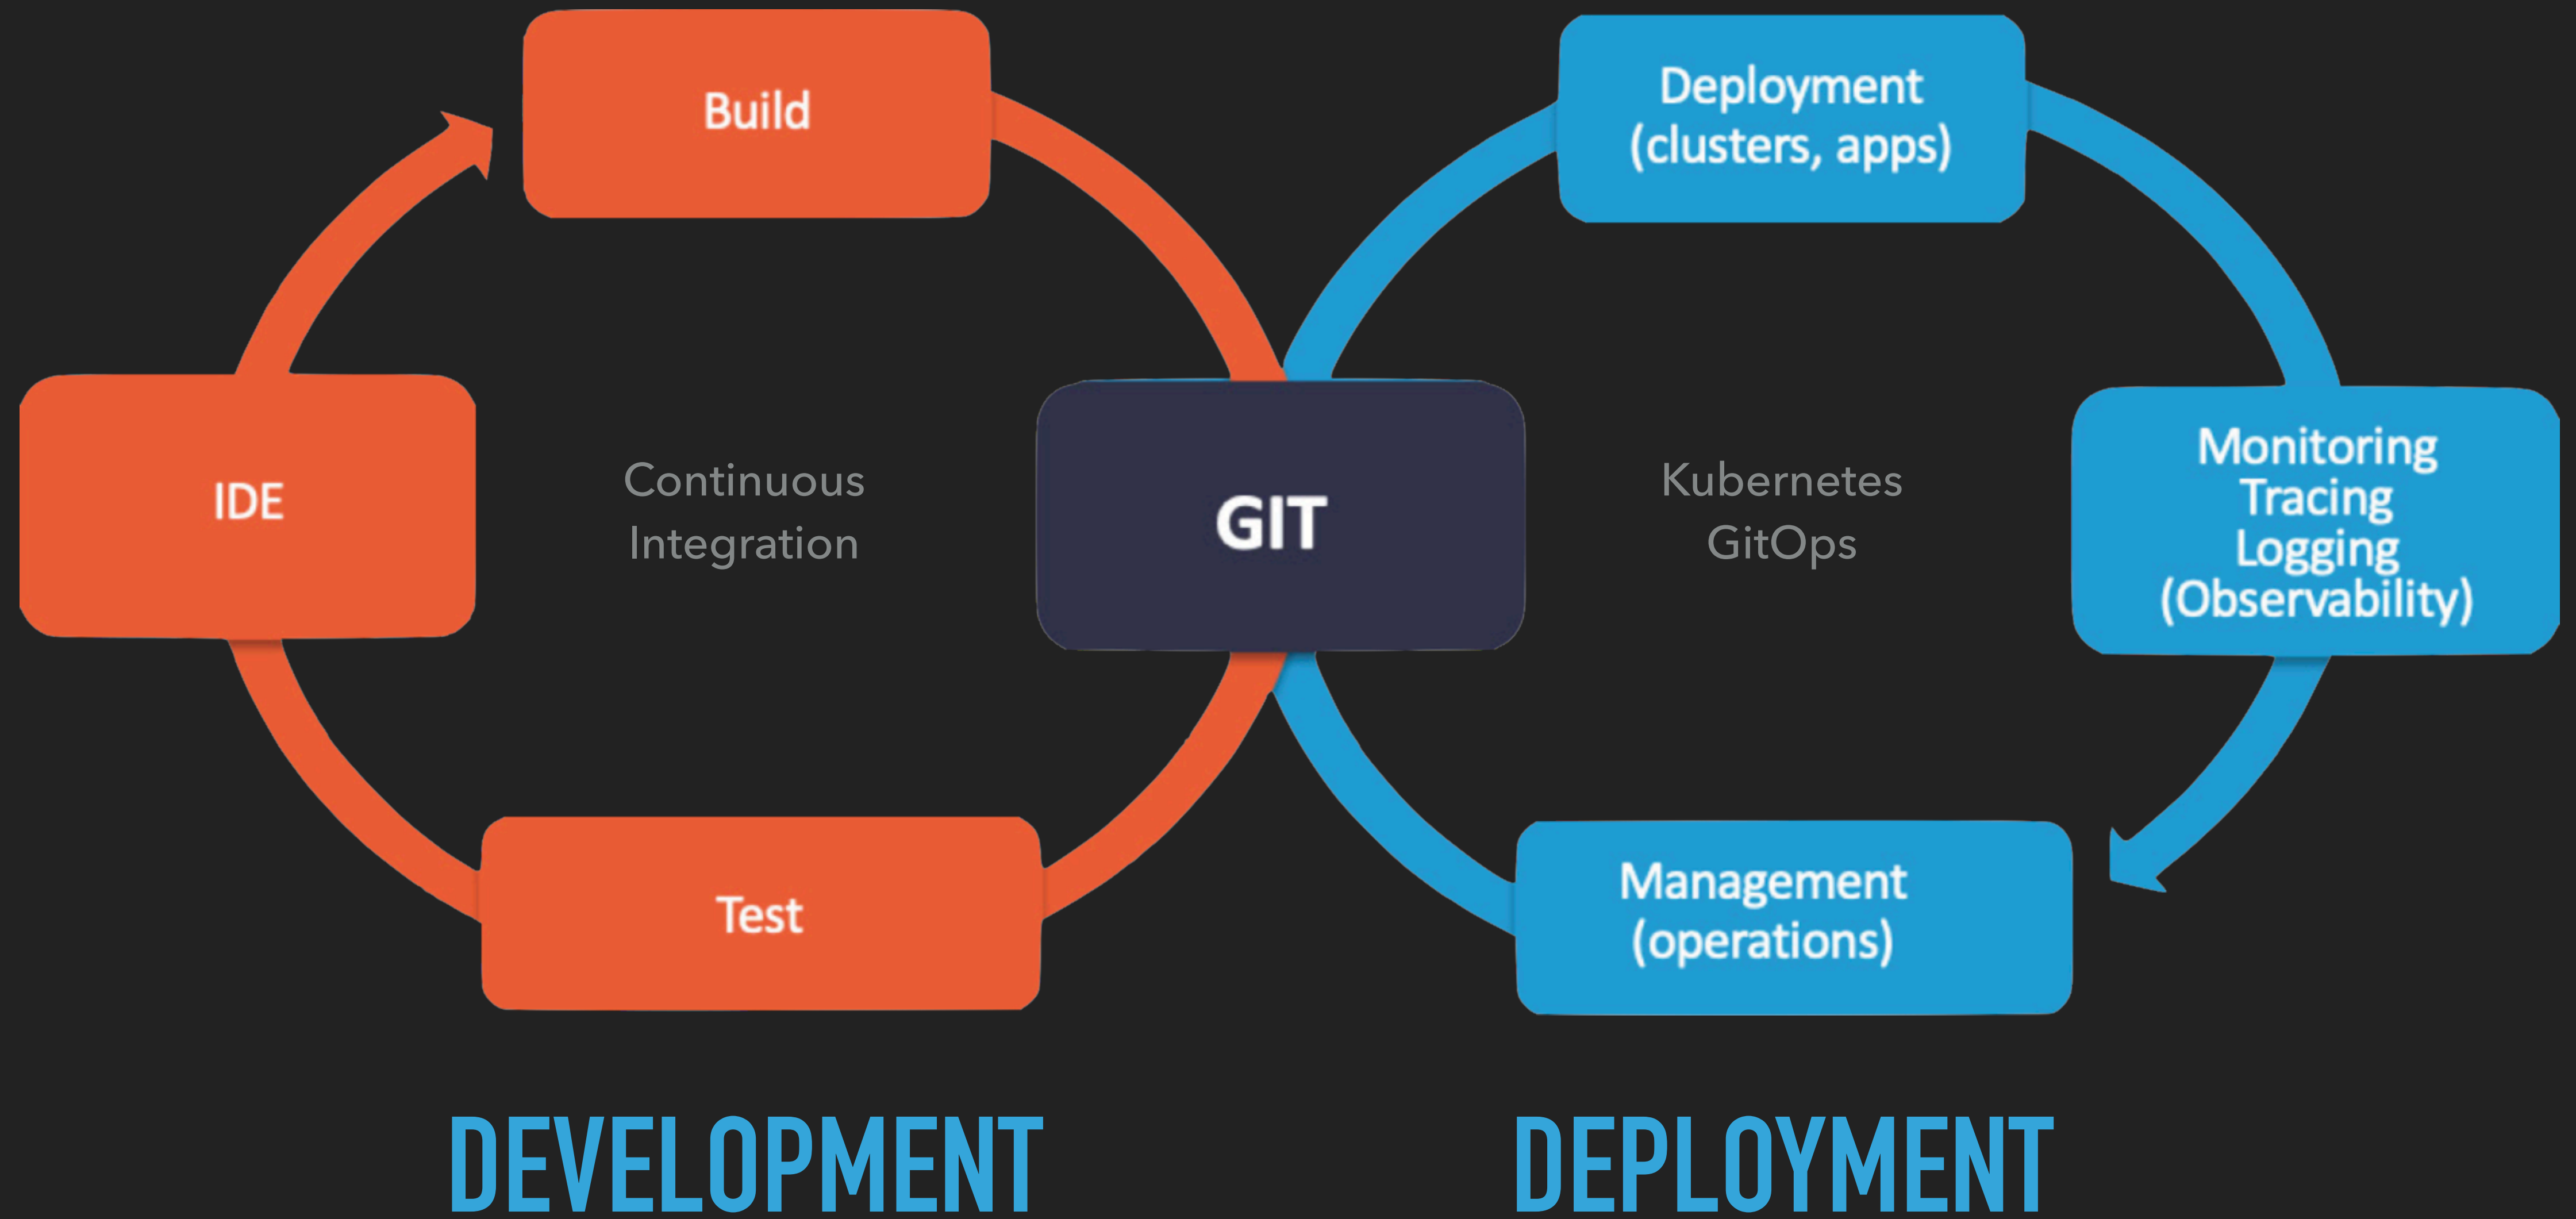 Build
Deployment
(clusters, apps)
IDE
Continuous
Integration
GIT
Kubernetes
GitOps
Monitoring
Tracing
Logging
(Observability)
Test
Management
(operations)
DEVELOPMENT
DEPLOYMENT